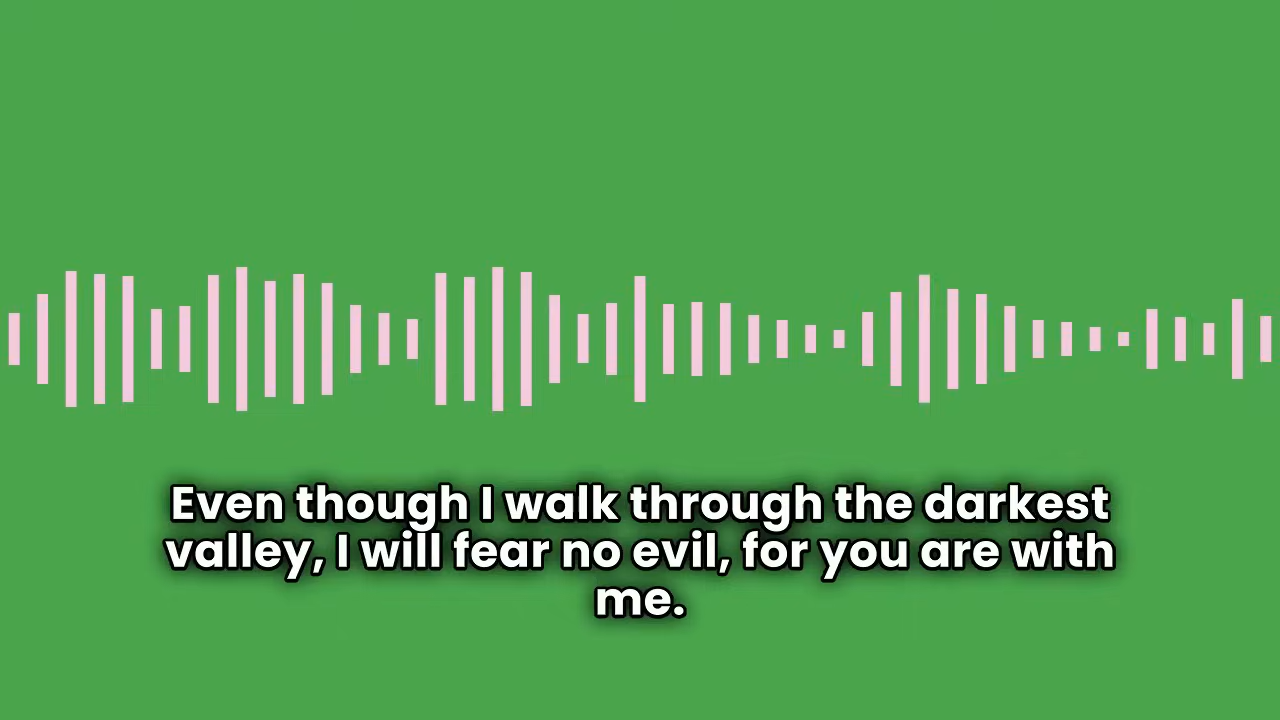 Even though I walk through the darkest
valley, I will fear no evil, for you are with
me.